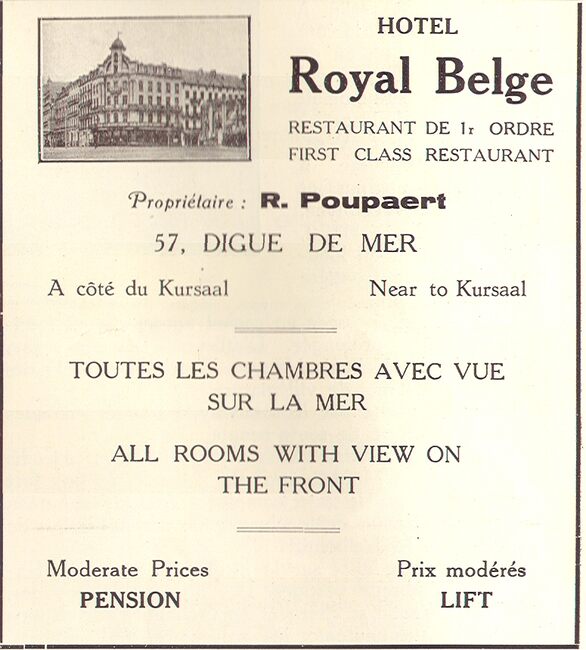 HOTEL
Royal Belge
RESTAURANT DE 1r ORDRE
FIRST CLASS RESTAURANT
Propriétaire : R. Poupaert
57, DIGUE DE MER
A côté du Kursaal
Near to Kursaal
TOUTES LES CHAMBRES AVEC VUE
SUR LA MER
ALL ROOMS WITH VIEW ON
THE FRONT
Moderate Prices
PENSION
Prix modérés
LIFT